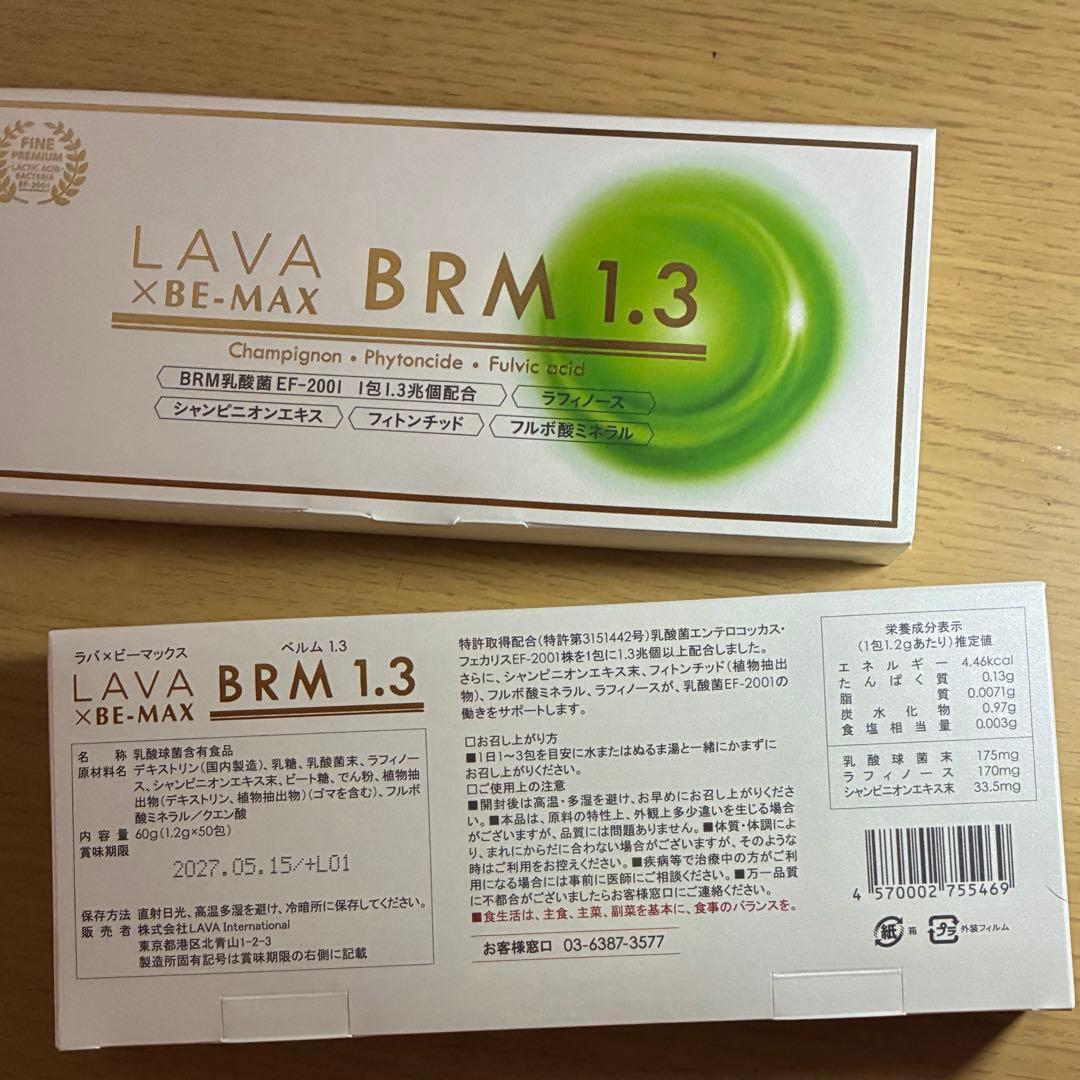 FINE
PREMIUM
LACTIC ACID
BACTERIA
EF-2001
LAVA
×BE-MAX
BRM 1.3
Champignon・Phytoncide・Fulvic acid
BRM乳酸菌EF-2001 1包1.3兆個配合
ラフィノース
シャンピニオンエキス
フィトンチッド
フルボ酸ミネラル
ラバ×ビーマックス
ベルム 1.3
LAVA
×BE-MAX
BRM 1.3
名称 乳酸球菌含有食品
原材料名 デキストリン(国内製造)、乳糖、乳酸菌末、ラフィノー
ス、シャンピニオンエキス末、ビート糖、でん粉、植物抽
出物(デキストリン、植物抽出物)(ゴマを含む)、フルボ
酸ミネラル／クエン酸
内容量 60g(1.2g×50包)
賞味期限
2027.05.15/+L01
保存方法 直射日光、高温多湿を避け、冷暗所に保存してください。
販売者 株式会社LAVA International
東京都港区北青山1-2-3
製造所固有記号は賞味期限の右側に記載
特許取得配合(特許第3151442号)乳酸菌エンテロコッカス・
フェカリスEF-2001株を1包に1.3兆個以上配合しました。
さらに、シャンピニオンエキス末、フィトンチッド(植物抽出
物)、フルボ酸ミネラル、ラフィノースが、乳酸菌EF-2001の
働きをサポートします。
□お召し上がり方
■1日1～3包を目安に水またはぬるま湯と一緒にかまずに
お召し上がりください。
□ご使用上の注意
■開封後は高温・多湿を避け、お早めにお召し上がりくださ
い。■本品は、原料の特性上、外観上多少違いを生じる場合
がございますが、品質には問題ありません。■体質・体調によ
り、まれにからだに合わない場合がございますが、そのような
時はご利用をお控えください。■疾病等で治療中の方がご利
用になる場合には事前に医師にご相談ください。■万一品質
に不都合がございましたらお客様窓口にご連絡ください。
■食生活は、主食、主菜、副菜を基本に、食事のバランスを。
お客様窓口 03-6387-3577
栄養成分表示
(1包1.2gあたり)推定値
エネルギー 4.46kcal
たんぱく質 0.13g
脂質 0.0071g
炭水化物 0.97g
食塩相当量 0.003g
乳酸球菌末 175mg
ラフィノース 170mg
シャンピニオンエキス末 33.5mg
4 570002 755469
紙 箱
プラ 外装フィルム